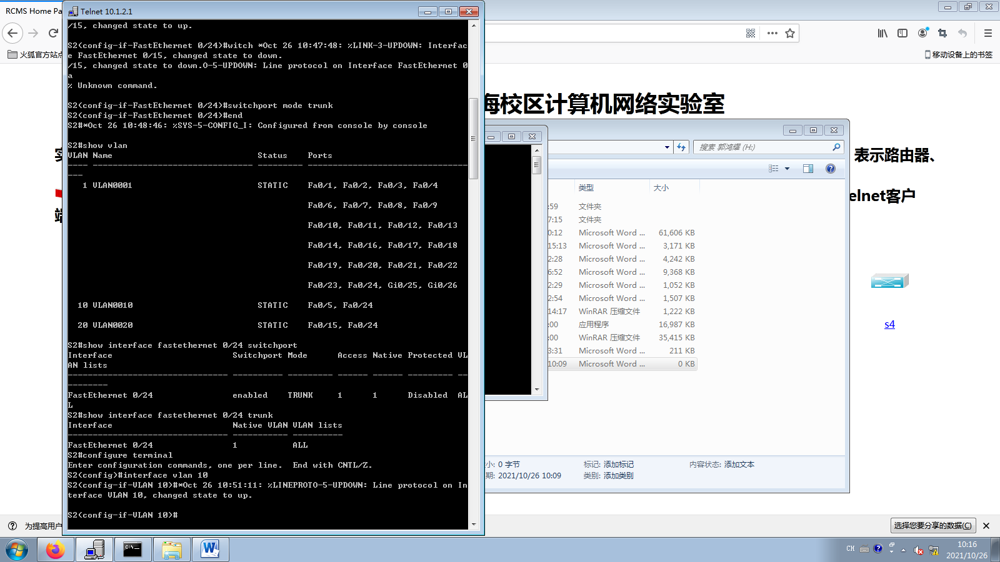 RCMS Home Pa
Telnet 10.1.2.1
火狐官方站点
移动设备上的书签
/15, changed state to up.
S2(config-if-FastEthernet 0/24)#witch *Oct 26 10:47:48: %LINK-3-UPDOWN: Interfac
e FastEthernet 0/15, changed state to down.
/15, changed state to down.O-5-UPDOWN: Line protocol on Interface FastEthernet 0
a
% Unknown command.
S2(config-if-FastEthernet 0/24)#switchport mode trunk
S2(config-if-FastEthernet 0/24)#end
S2#*Oct 26 10:48:46: %SYS-5-CONFIG_I: Configured from console by console
S2#show vlan
VLAN Name Status Ports
---- -------------------------------- --------- --------------------------------
---
1 VLAN0001 STATIC Fa0/1, Fa0/2, Fa0/3, Fa0/4
Fa0/6, Fa0/7, Fa0/8, Fa0/9
Fa0/10, Fa0/11, Fa0/12, Fa0/13
Fa0/14, Fa0/16, Fa0/17, Fa0/18
Fa0/19, Fa0/20, Fa0/21, Fa0/22
Fa0/23, Fa0/24, Gi0/25, Gi0/26
10 VLAN0010 STATIC Fa0/5, Fa0/24
20 VLAN0020 STATIC Fa0/15, Fa0/24
S2#show interface fastethernet 0/24 switchport
Interface Switchport Mode Access Native Protected VL
AN lists
-------------------------------- ---------- --------- ------ ------ --------- --
--------
FastEthernet 0/24 enabled TRUNK 1 1 Disabled AL
L
S2#show interface fastethernet 0/24 trunk
Interface Native VLAN VLAN lists
-------------------------------- ----------- ----------
FastEthernet 0/24 1 ALL
S2#configure terminal
Enter configuration commands, one per line. End with CNTL/Z.
S2(config)#interface vlan 10
S2(config-if-VLAN 10)#*Oct 26 10:51:11: %LINEPROTO-5-UPDOWN: Line protocol on In
terface VLAN 10, changed state to up.
S2(config-if-VLAN 10)#
海校区计算机网络实验室
表示路由器、
elnet客户
s4
搜索 郭鸿耀 (H:)
类型 大小
:59 文件夹
7:15 文件夹
0:12 Microsoft Word ... 61,606 KB
15:13 Microsoft Word ... 3,171 KB
2:28 Microsoft Word ... 4,242 KB
6:52 Microsoft Word ... 9,368 KB
2:29 Microsoft Word ... 1,052 KB
2:54 Microsoft Word ... 1,507 KB
14:17 WinRAR 压缩文件 1,222 KB
:00 应用程序 16,987 KB
:00 WinRAR 压缩文件 35,415 KB
3:31 Microsoft Word ... 211 KB
10:09 Microsoft Word ... 0 KB
小: 0 字节 标记: 添加标记 内容状态: 添加文本
期: 2021/10/26 10:09 类别: 添加类别
为提高用户
选择您要分享的数据(C)
CH
10:16
2021/10/26